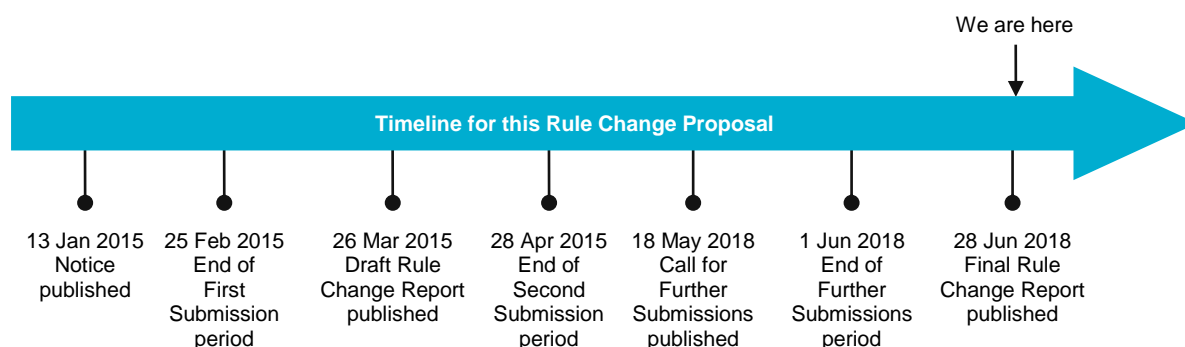 We are here
Timeline for this Rule Change Proposal
13 Jan 2015
Notice
published
25 Feb 2015
End of
First
Submission
period
26 Mar 2015
Draft Rule
Change Report
published
28 Apr 2015
End of
Second
Submission
period
18 May 2018
Call for
Further
Submissions
published
1 Jun 2018
End of
Further
Submissions
period
28 Jun 2018
Final Rule
Change Report
published